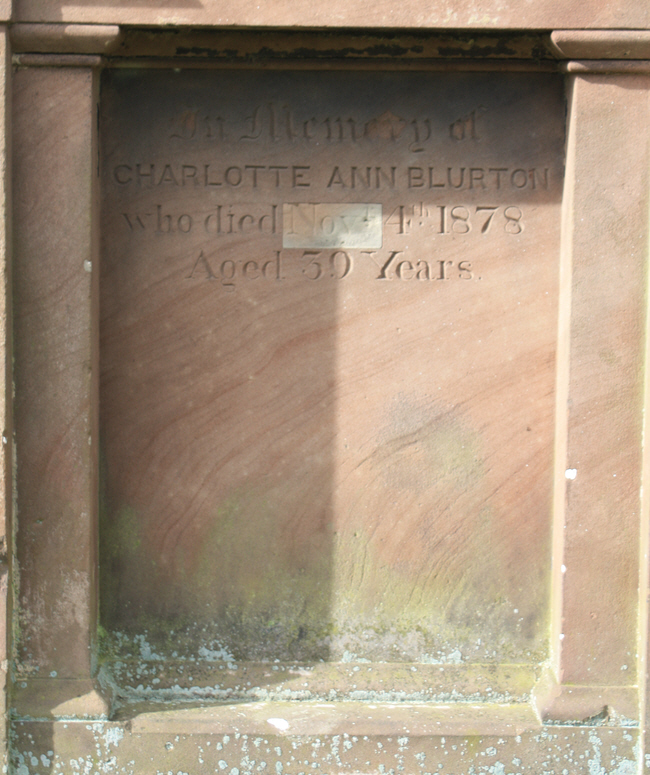 In Memory of
CHARLOTTE ANN BLURTON
who died Novr 4th 1878
Aged 39 Years.